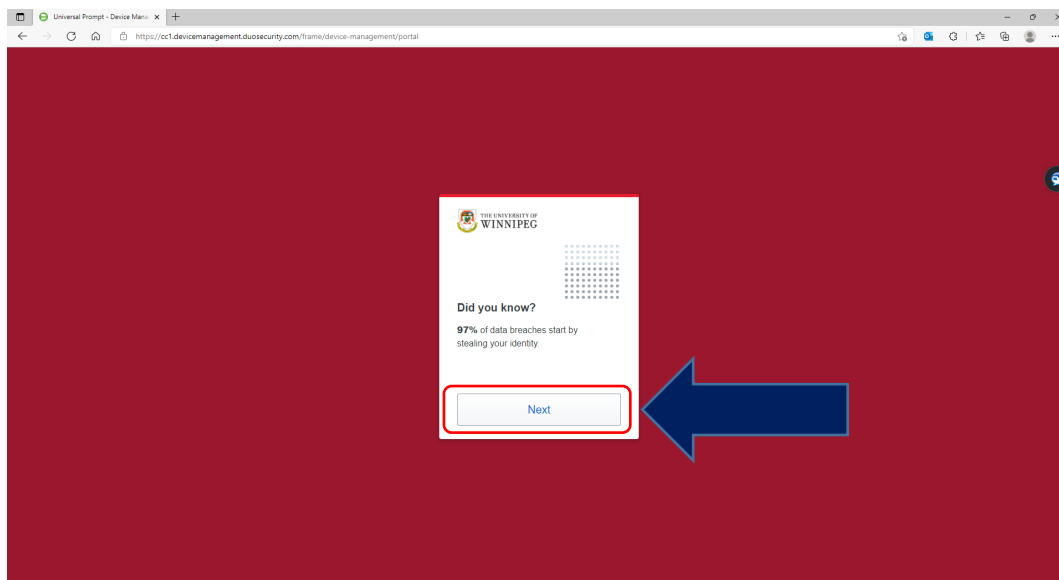 Universal Prompt - Device Mana
https://cc1.devicemanagement.duosecurity.com/frame/device-management/portal
THE UNIVERSITY OF
WINNIPEG
Did you know?
97% of data breaches start by
stealing your identity.
Next